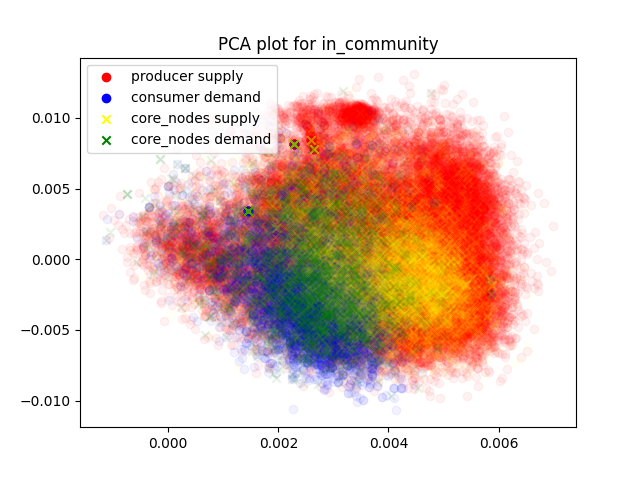 PCA plot for in_community
producer supply
consumer demand
core_nodes supply
core_nodes demand
0.010
0.005
0.000
−0.005
−0.010
0.000 0.002 0.004 0.006